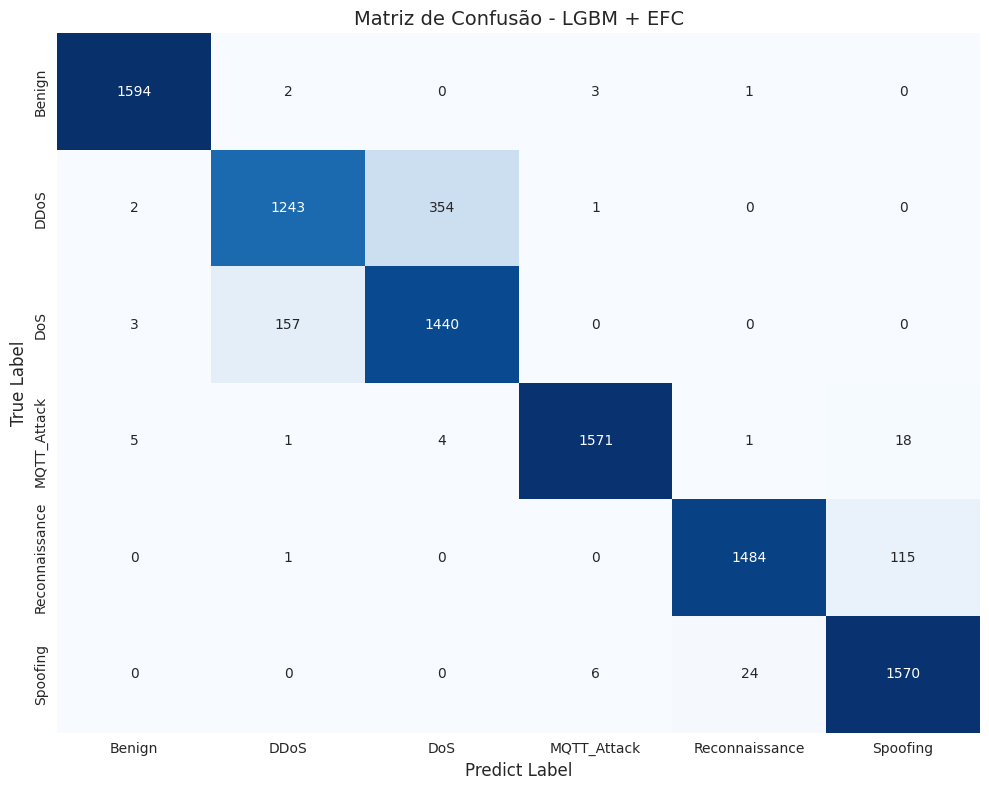 Matriz de Confusão - LGBM + EFC
True Label
Benign 1594 2 0 3 1 0
DDoS 2 1243 354 1 0 0
DoS 3 157 1440 0 0 0
MQTT_Attack 5 1 4 1571 1 18
Reconnaissance 0 1 0 0 1484 115
Spoofing 0 0 0 6 24 1570
Benign DDoS DoS MQTT_Attack Reconnaissance Spoofing
Predict Label